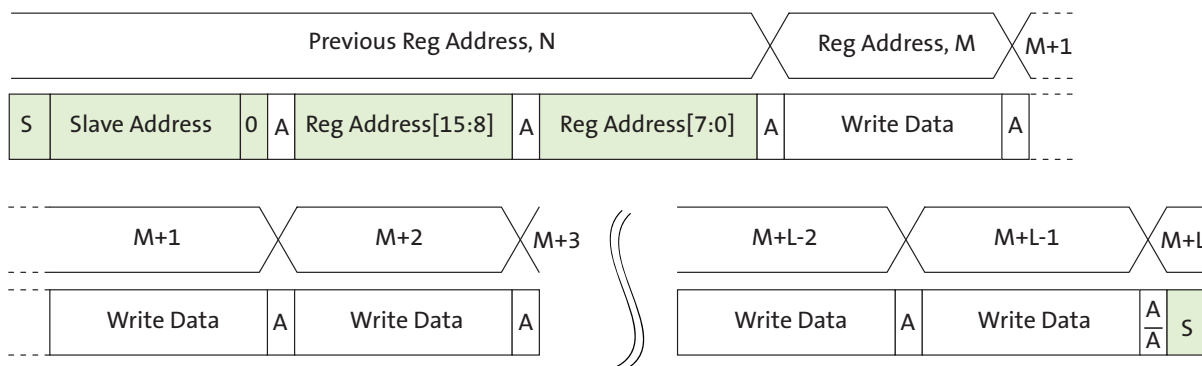 Previous Reg Address, N Reg Address, M M+1
S Slave Address 0 A Reg Address[15:8] A Reg Address[7:0] A Write Data A
M+1 M+2 M+3 M+L-2 M+L-1 M+L
Write Data A Write Data A Write Data A Write Data A S
A